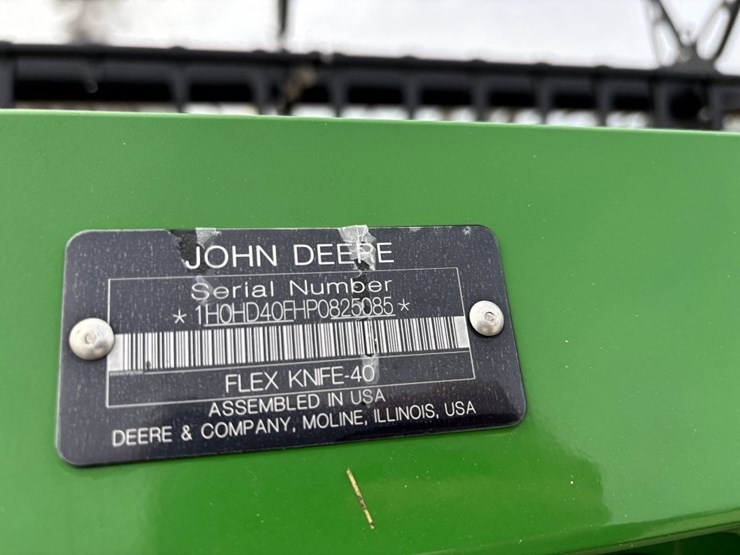 JOHN DEERE
Serial Number
*1H0HD40FHP0825085*
FLEX KNIFE-40
ASSEMBLED IN USA
DEERE & COMPANY, MOLINE, ILLINOIS, USA